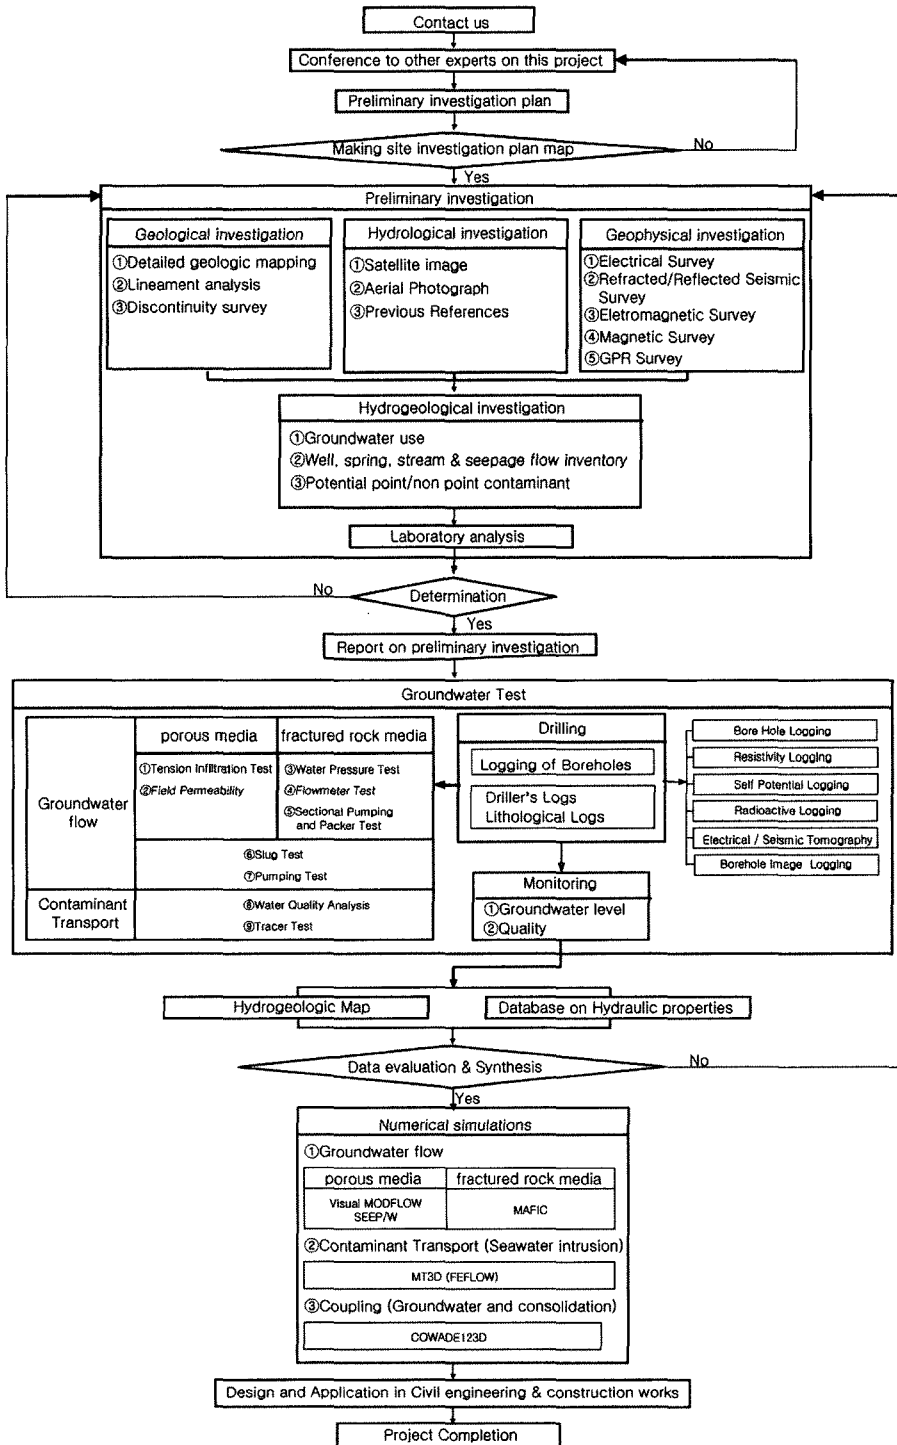 Contact us
Conference to other experts on this project
Preliminary investigation plan
Making site investigation plan map
No
Yes
Preliminary investigation
Geological investigation
①Detailed geologic mapping
②Lineament analysis
③Discontinuity survey
Hydrological investigation
①Satellite image
②Aerial Photograph
③Previous References
Geophysical investigation
①Electrical Survey
②Refracted/Reflected Seismic
Survey
③Eletromagnetic Survey
④Magnetic Survey
⑤GPR Survey
Hydrogeological investigation
①Groundwater use
②Well, spring, stream & seepage flow inventory
③Potential point/non point contaminant
Laboratory analysis
No
Determination
Yes
Report on preliminary investigation
Groundwater Test
porous media
fractured rock media
Groundwater
flow
①Tension Infiltration Test
②Field Permeability
③Water Pressure Test
④Flowmeter Test
⑤Sectional Pumping
and Packer Test
⑥Slug Test
⑦Pumping Test
Contaminant
Transport
⑧Water Quality Analysis
⑨Tracer Test
Drilling
Logging of Boreholes
Driller's Logs
Lithological Logs
Monitoring
①Groundwater level
②Quality
Bore Hole Logging
Resistivity Logging
Self Potential Logging
Radioactive Logging
Electrical / Seismic Tomography
Borehole Image Logging
Hydrogeologic Map
Database on Hydraulic properties
Data evaluation & Synthesis
No
Yes
Numerical simulations
①Groundwater flow
porous media
fractured rock media
Visual MODFLOW
SEEP/W
MAFIC
②Contaminant Transport (Seawater intrusion)
MT3D (FEFLOW)
③Coupling (Groundwater and consolidation)
COWADE123D
Design and Application in Civil engineering & construction works
Project Completion